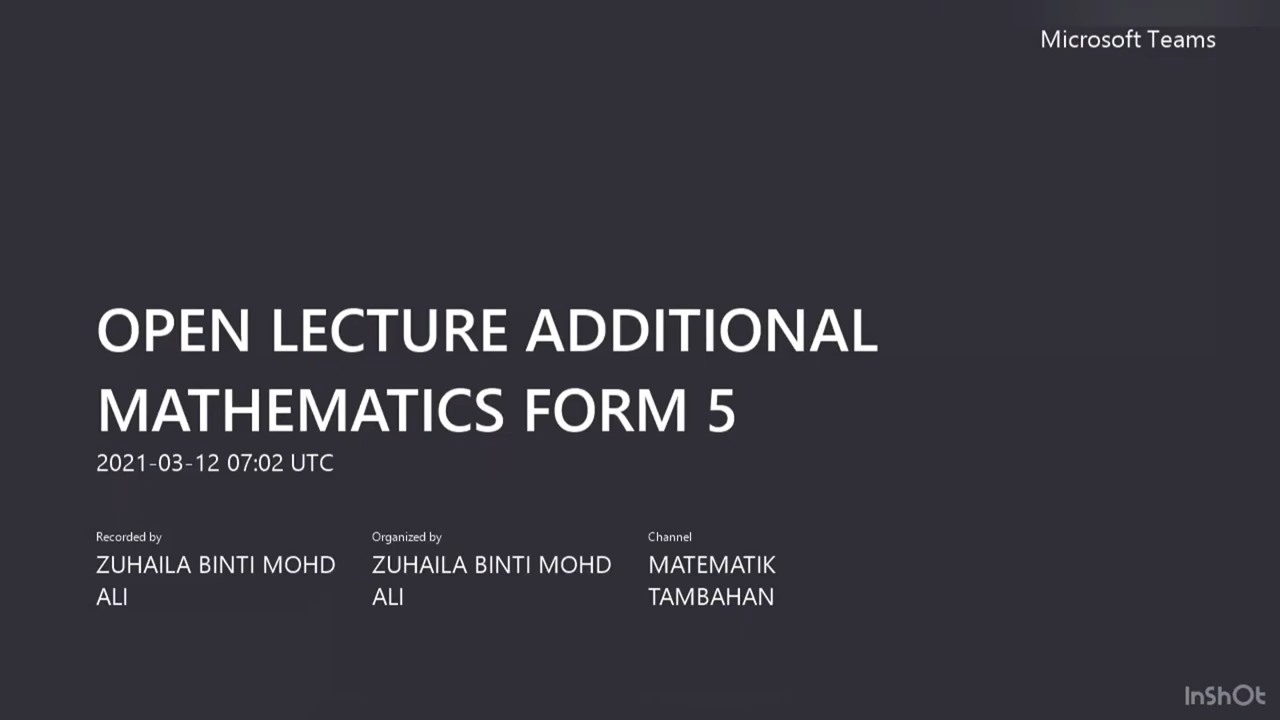 Microsoft Teams
OPEN LECTURE ADDITIONAL
MATHEMATICS FORM 5
2021-03-12 07:02 UTC
Recorded by
ZUHAILA BINTI MOHD
ALI
Organized by
ZUHAILA BINTI MOHD
ALI
Channel
MATEMATIK
TAMBAHAN
InShOt